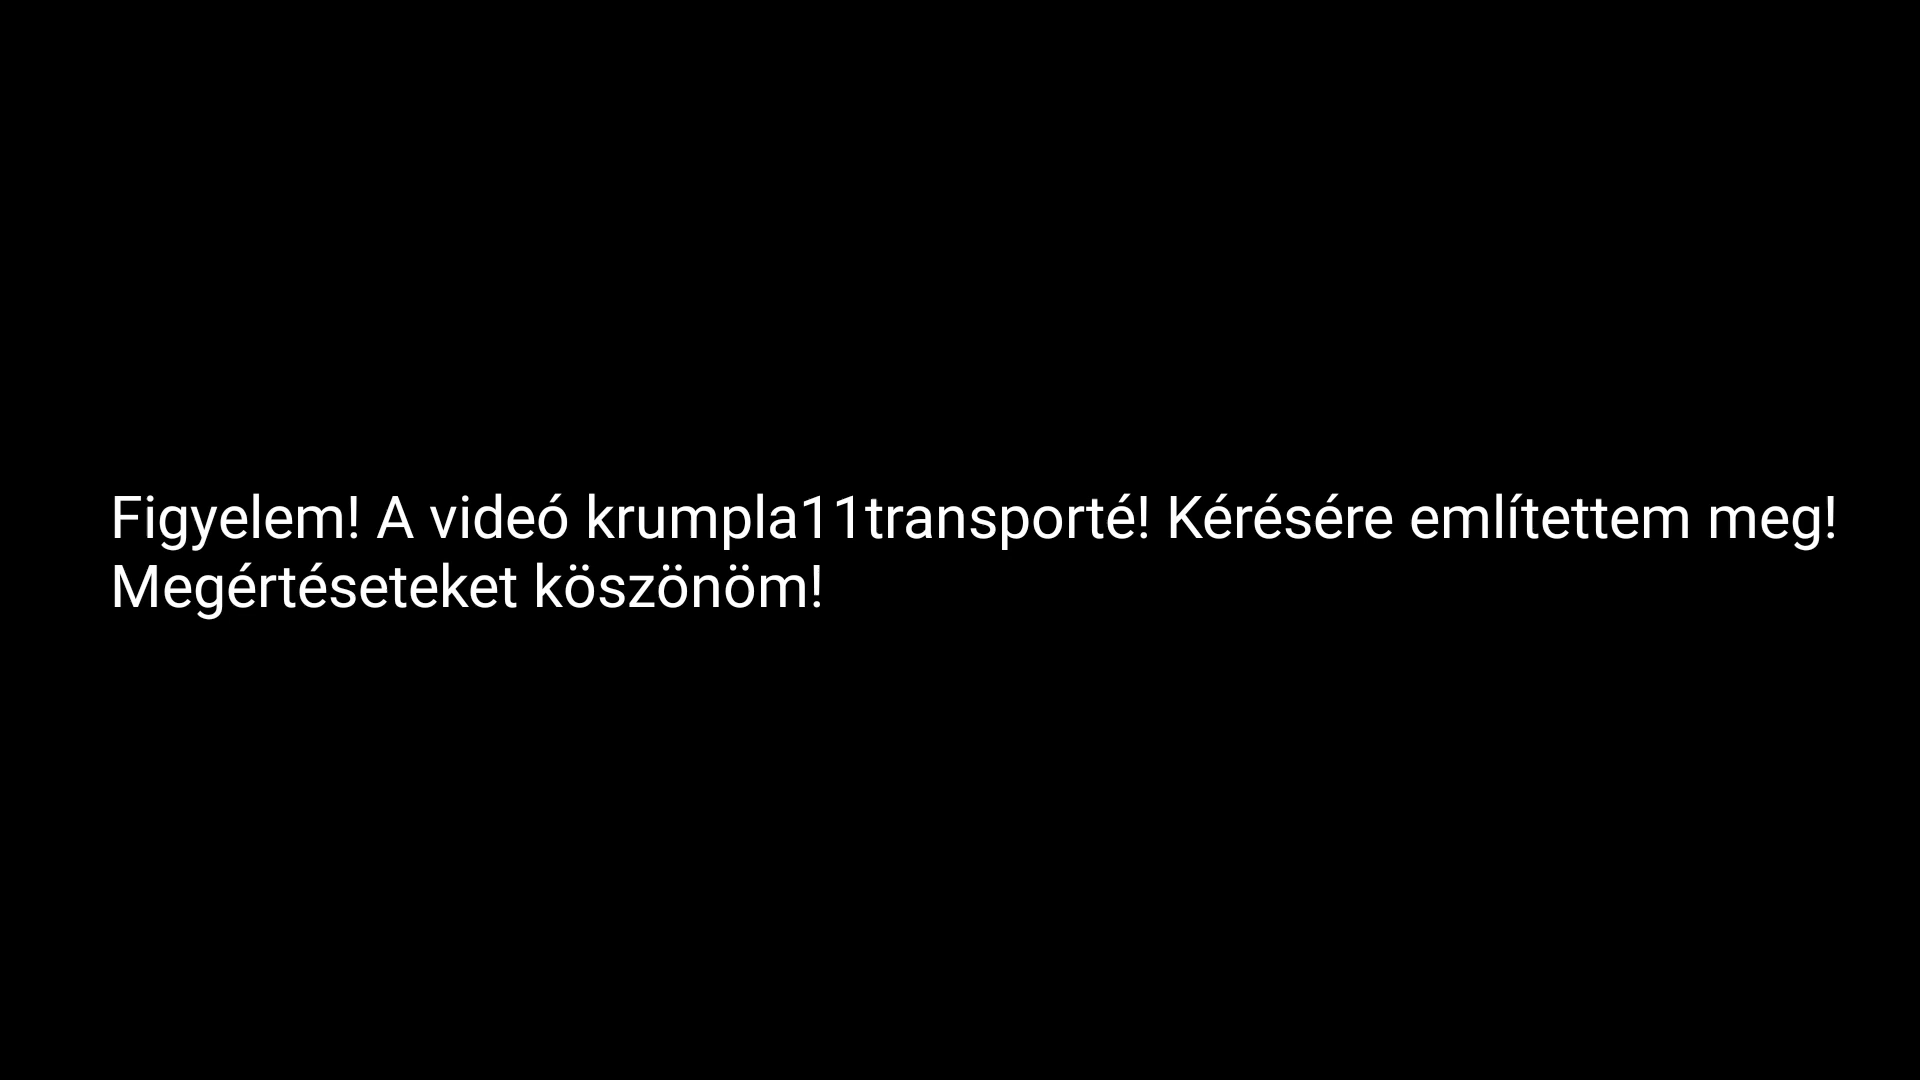 Figyelem! A videó krumpla11transporté! Kérésére említettem meg!
Megértéseteket köszönöm!